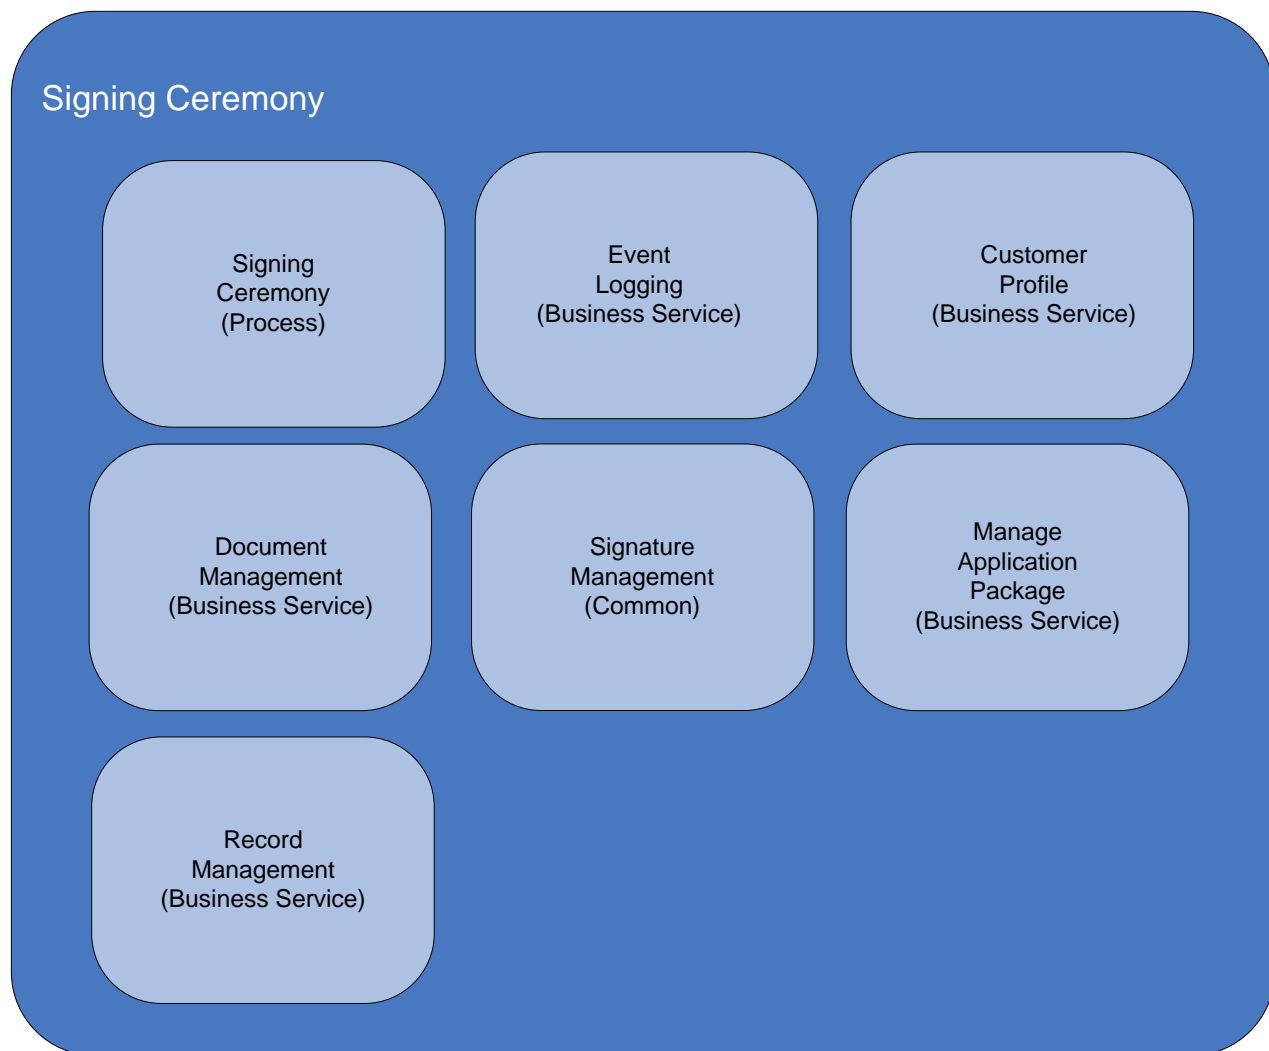 Signing Ceremony
Signing
Ceremony
(Process)
Event
Logging
(Business Service)
Customer
Profile
(Business Service)
Document
Management
(Business Service)
Signature
Management
(Common)
Manage
Application
Package
(Business Service)
Record
Management
(Business Service)